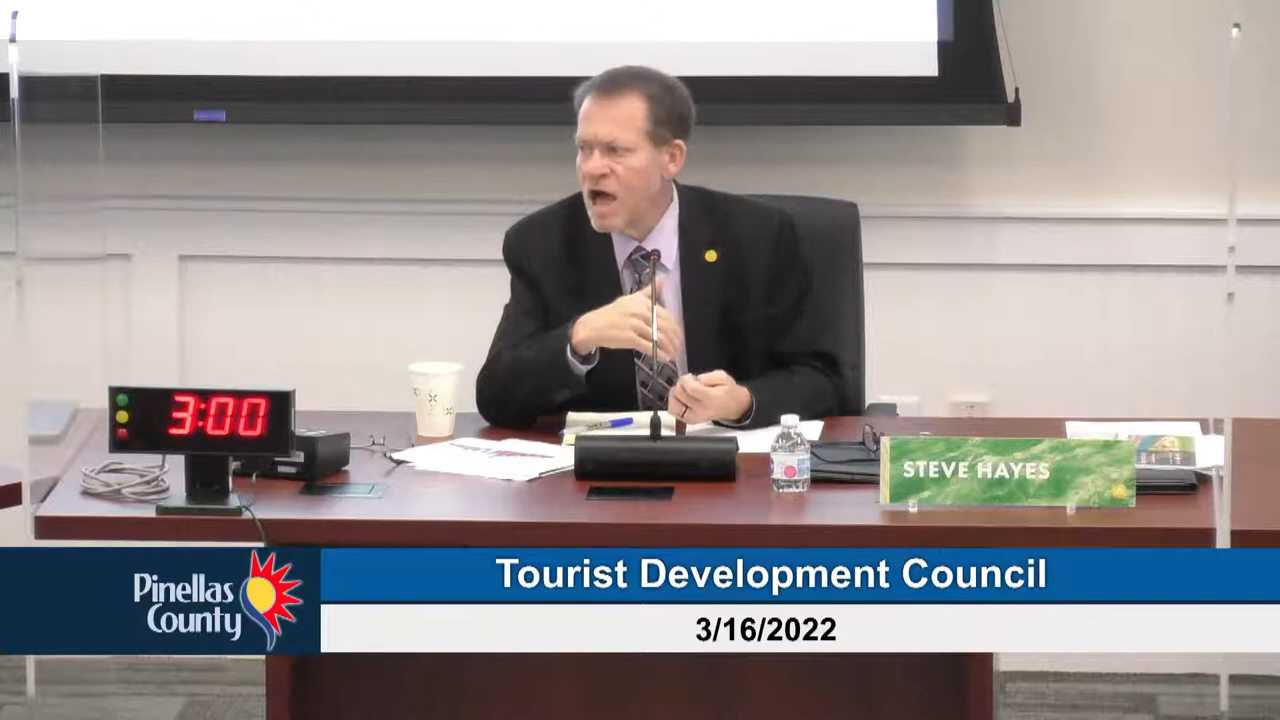 3:00
STEVE HAYES
Pinellas
County
Tourist Development Council
3/16/2022